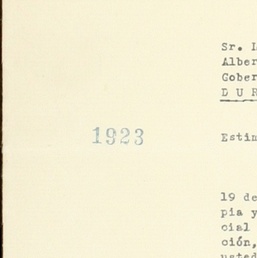 Sr. L
Alber
Gober
D U R
1923
Estim
19 de
pia y
cial
ción,
usted